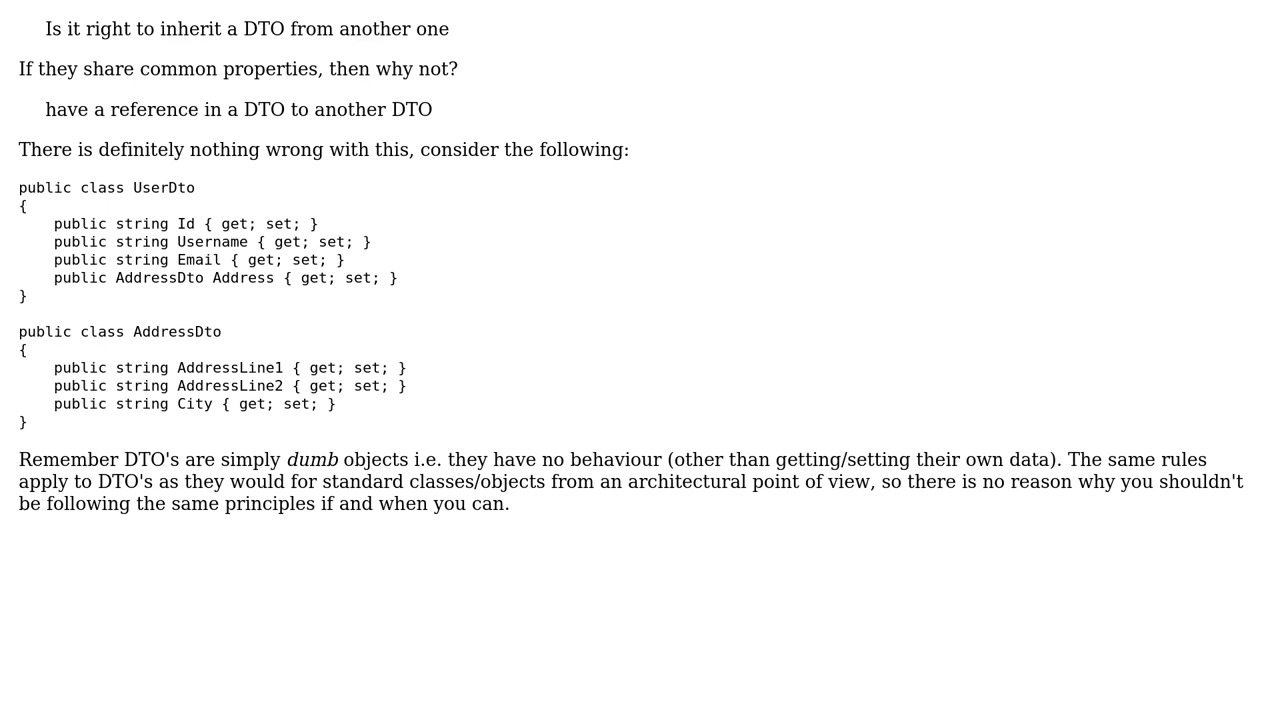 Is it right to inherit a DTO from another one
If they share common properties, then why not?
have a reference in a DTO to another DTO
There is definitely nothing wrong with this, consider the following:
public class UserDto
{
    public string Id { get; set; }
    public string Username { get; set; }
    public string Email { get; set; }
    public AddressDto Address { get; set; }
}

public class AddressDto
{
    public string AddressLine1 { get; set; }
    public string AddressLine2 { get; set; }
    public string City { get; set; }
}
Remember DTO's are simply dumb objects i.e. they have no behaviour (other than getting/setting their own data). The same rules
apply to DTO's as they would for standard classes/objects from an architectural point of view, so there is no reason why you shouldn't
be following the same principles if and when you can.